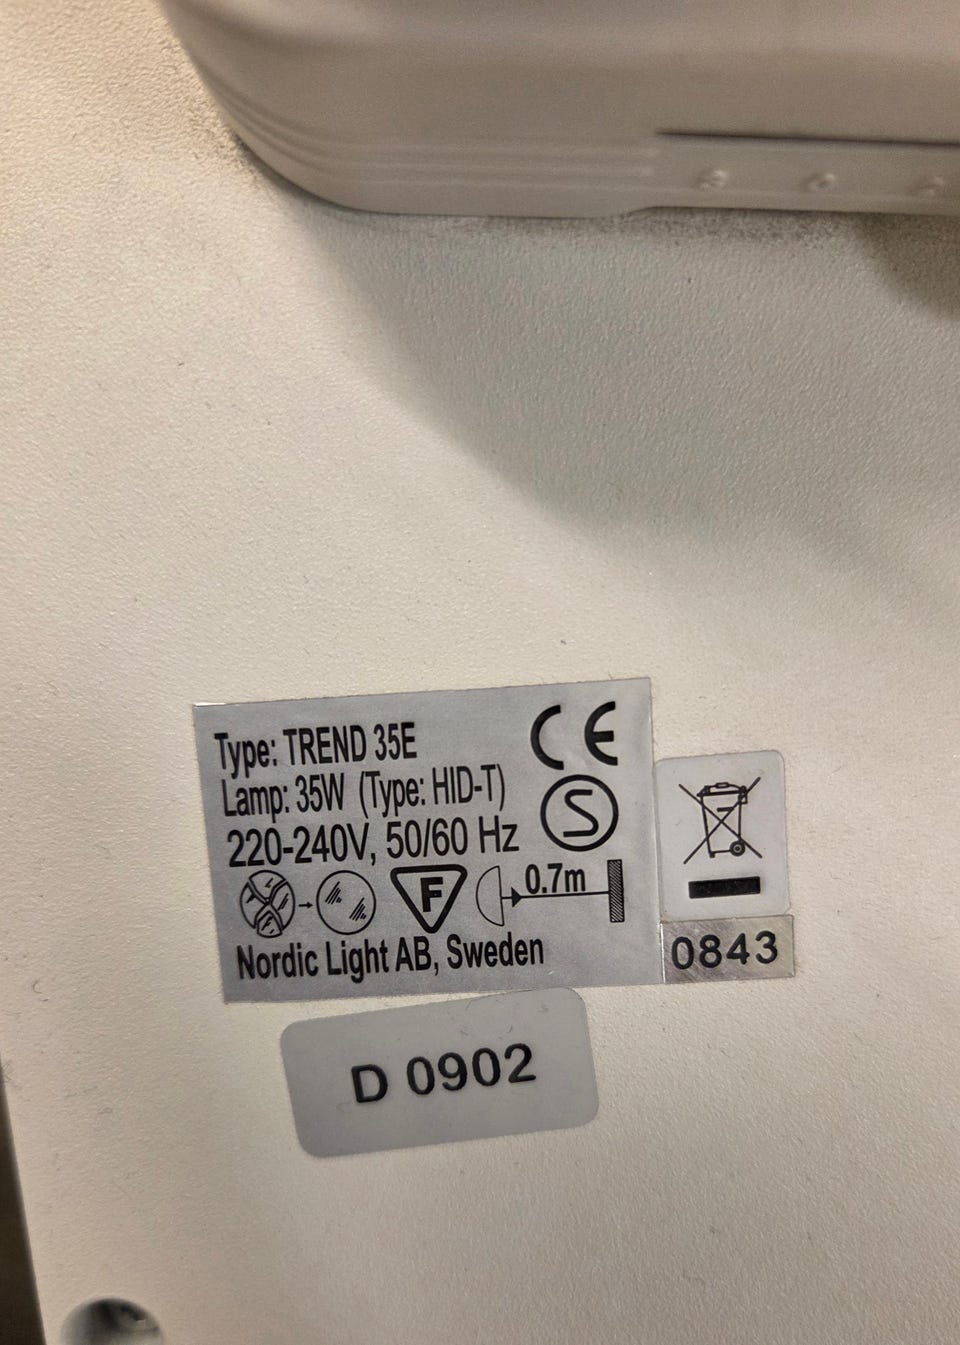 Type: TREND 35E
Lamp: 35W (Type: HID-T)
220-240V, 50/60 Hz
CE
S
F
0.7m
Nordic Light AB, Sweden
0843
D 0902